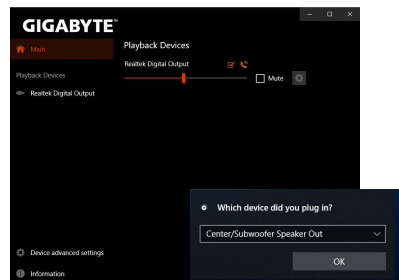 GIGABYTE™
Main
Playback Devices
Realtek Digital Output
Playback Devices
Realtek Digital Output
Mute
Which device did you plug in?
Center/Subwoofer Speaker Out
OK
Device advanced settings
Information